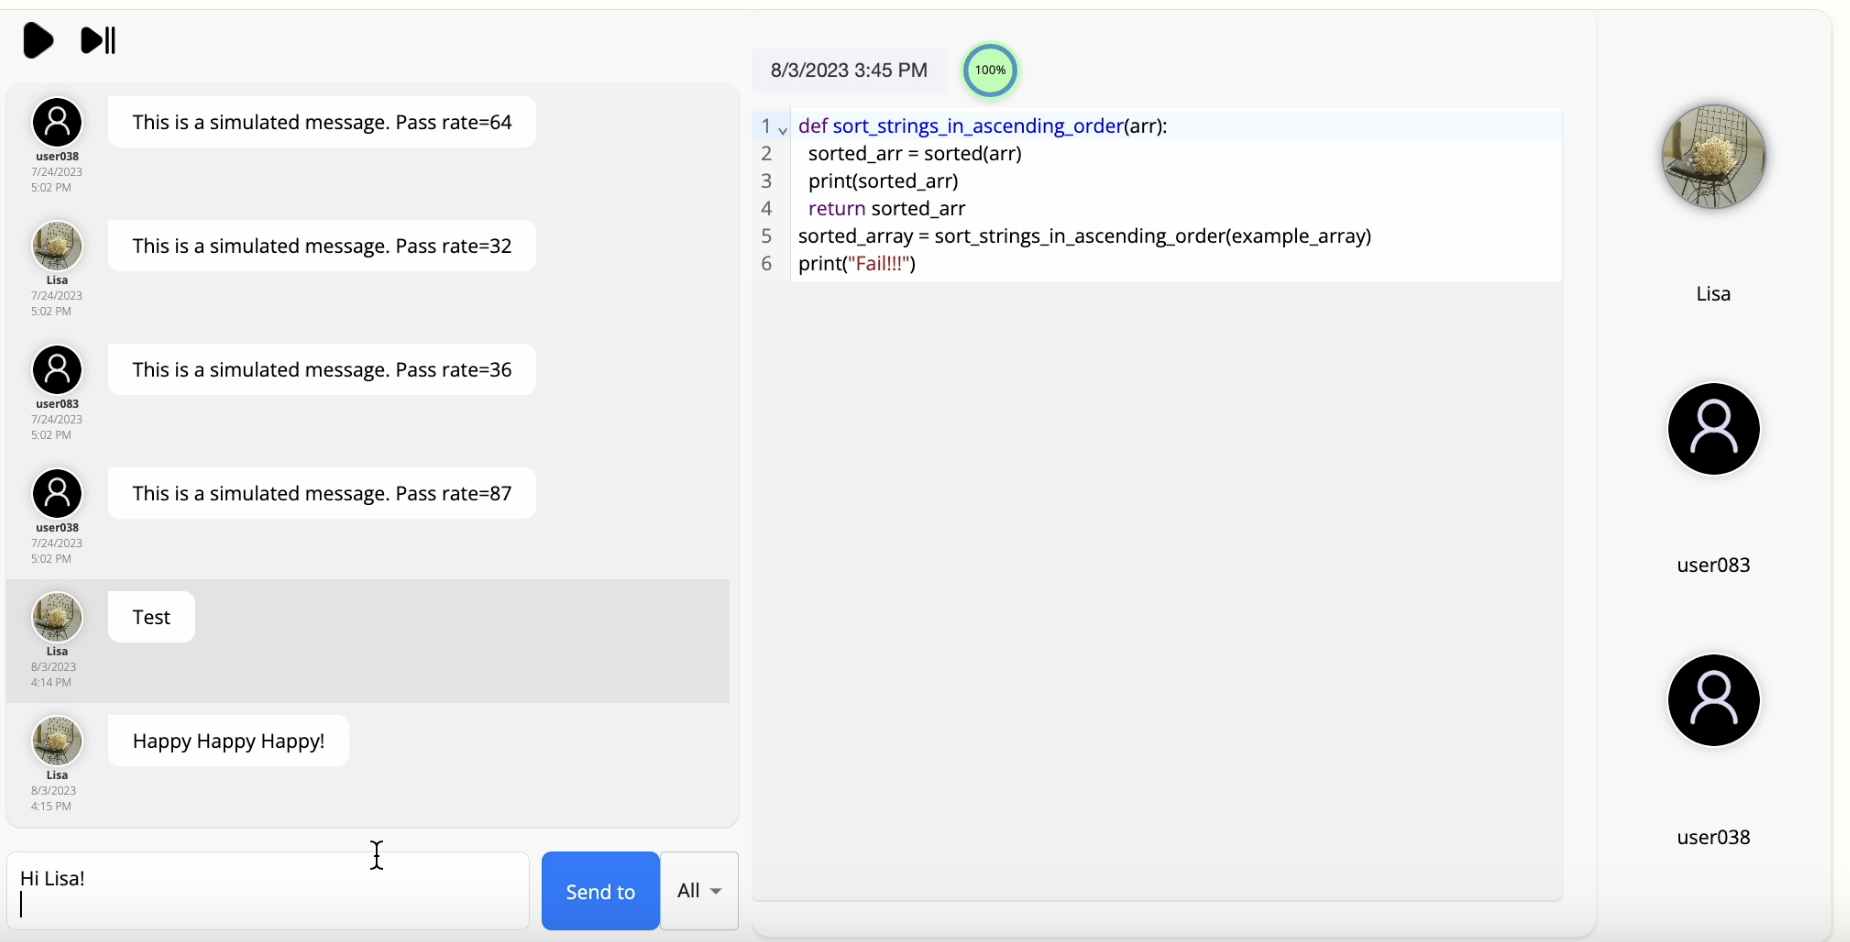 This is a simulated message. Pass rate=64
user038
7/24/2023
5:02 PM
This is a simulated message. Pass rate=32
Lisa
7/24/2023
5:02 PM
This is a simulated message. Pass rate=36
user083
7/24/2023
5:02 PM
This is a simulated message. Pass rate=87
user038
7/24/2023
5:02 PM
Test
Lisa
8/3/2023
4:14 PM
Happy Happy Happy!
Lisa
8/3/2023
4:15 PM
Hi Lisa!
Send to
All
8/3/2023 3:45 PM
100%
1 def sort_strings_in_ascending_order(arr):
2   sorted_arr = sorted(arr)
3   print(sorted_arr)
4   return sorted_arr
5 sorted_array = sort_strings_in_ascending_order(example_array)
6 print("Fail!!!")
Lisa
user083
user038